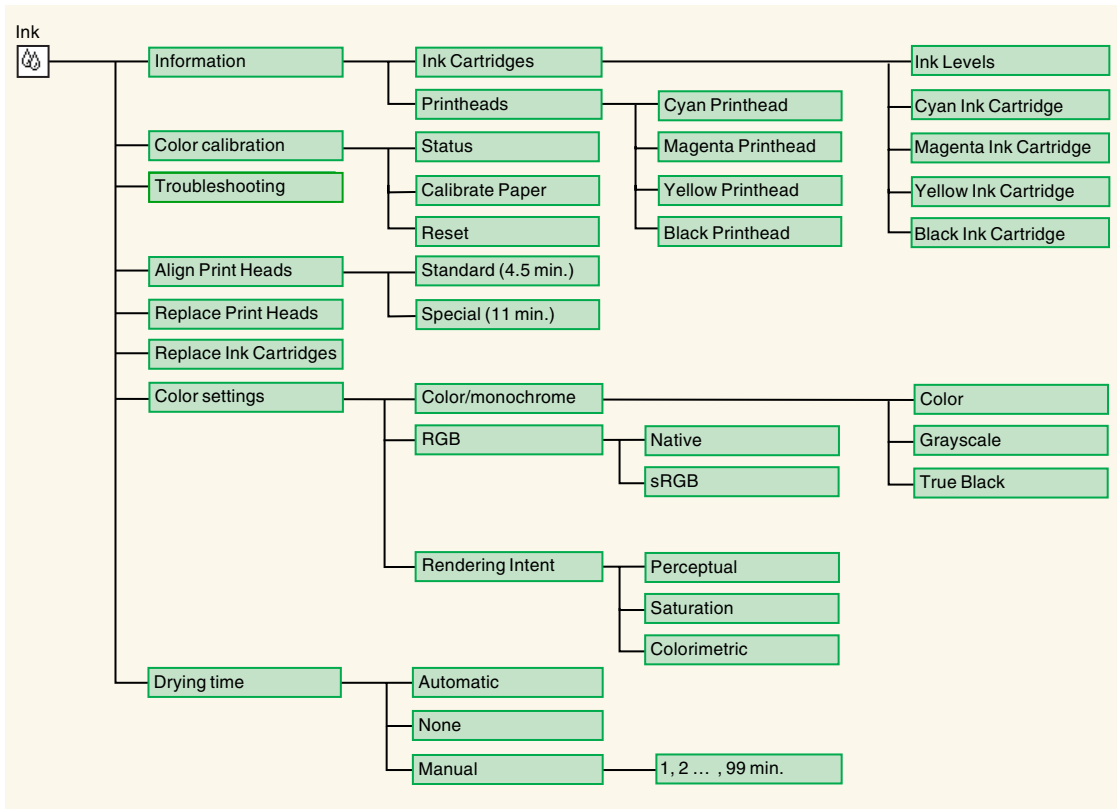 Ink
Information
Ink Cartridges
Ink Levels
Printheads
Cyan Printhead
Cyan Ink Cartridge
Color calibration
Status
Magenta Printhead
Magenta Ink Cartridge
Troubleshooting
Calibrate Paper
Yellow Printhead
Yellow Ink Cartridge
Reset
Black Printhead
Black Ink Cartridge
Align Print Heads
Standard (4.5 min.)
Replace Print Heads
Special (11 min.)
Replace Ink Cartridges
Color settings
Color/monochrome
Color
RGB
Native
Grayscale
sRGB
True Black
Rendering Intent
Perceptual
Saturation
Colorimetric
Drying time
Automatic
None
Manual
1, 2 ... , 99 min.